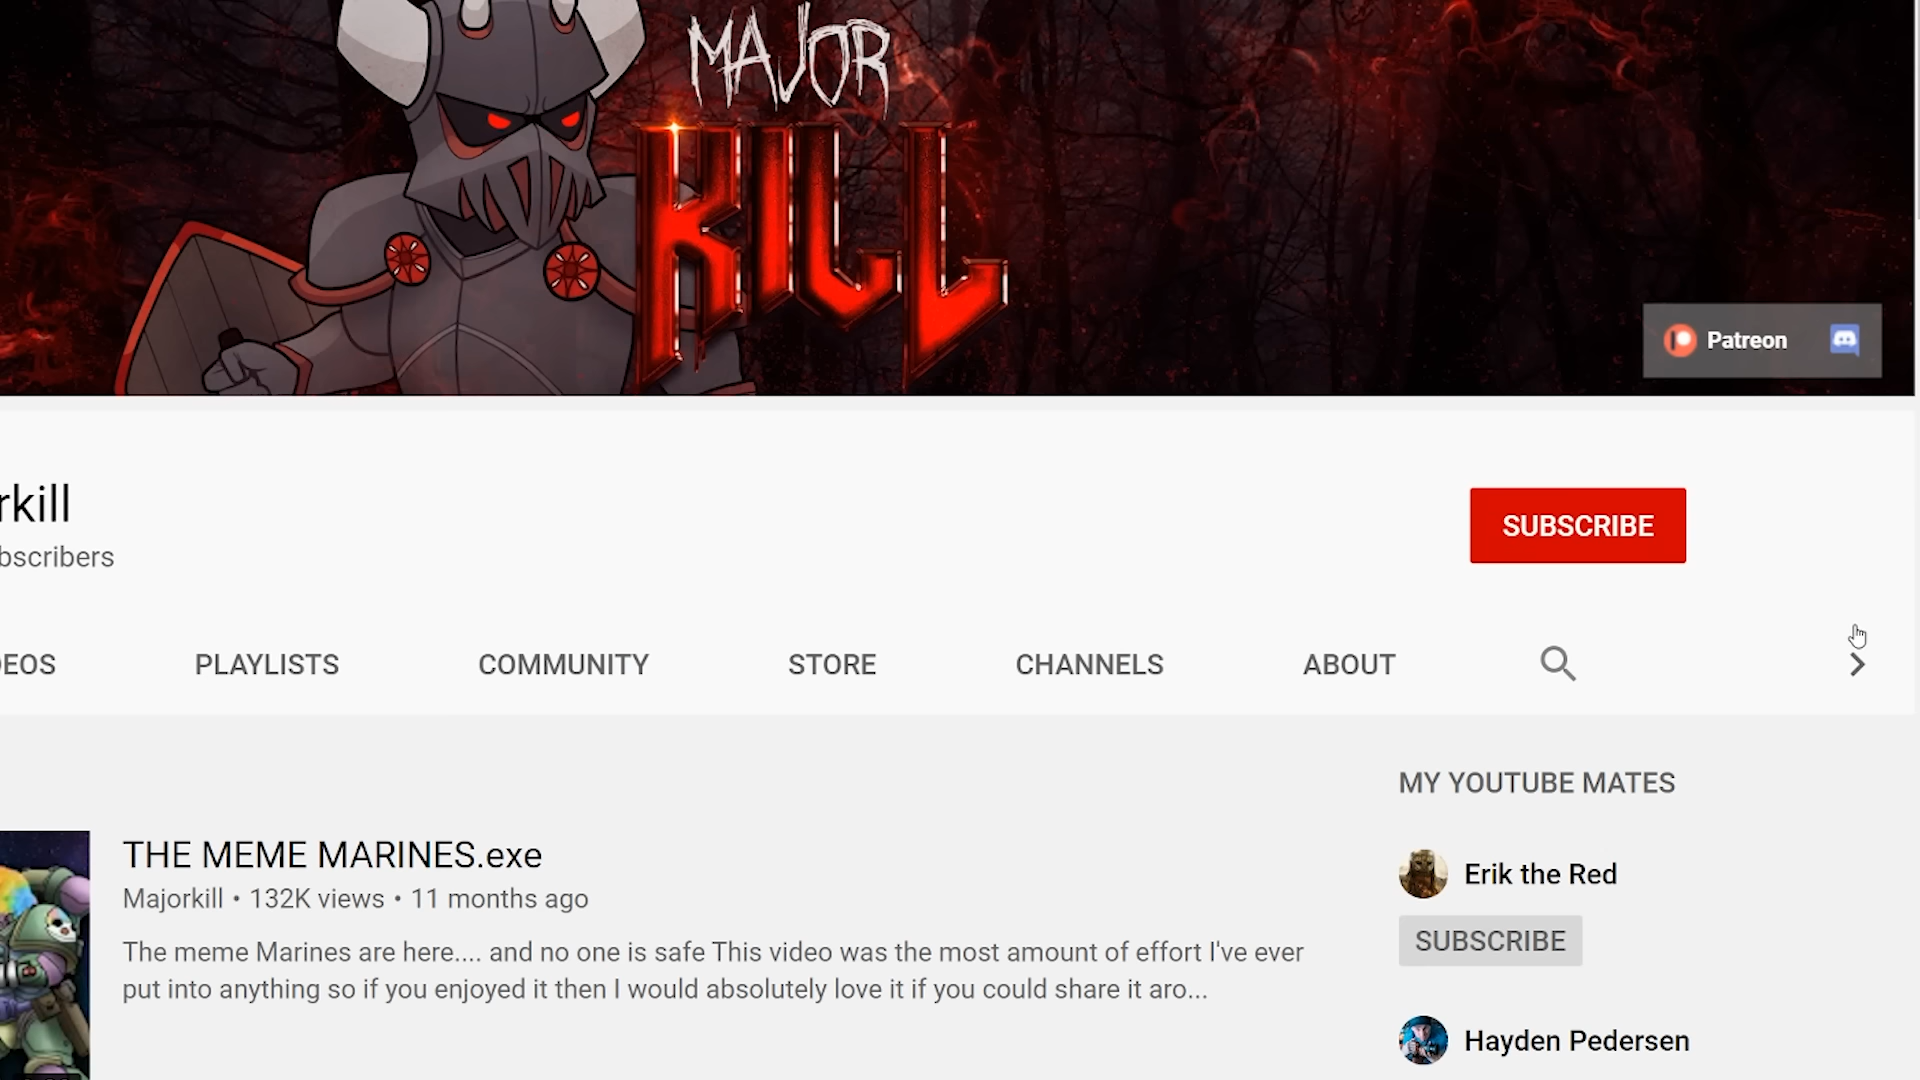 MAJOR
KILL
Patreon
rkill
bscribers
SUBSCRIBE
DEOS
PLAYLISTS
COMMUNITY
STORE
CHANNELS
ABOUT
MY YOUTUBE MATES
THE MEME MARINES.exe
Majorkill • 132K views • 11 months ago
The meme Marines are here.... and no one is safe This video was the most amount of effort I've ever
put into anything so if you enjoyed it then I would absolutely love it if you could share it aro...
Erik the Red
SUBSCRIBE
Hayden Pedersen